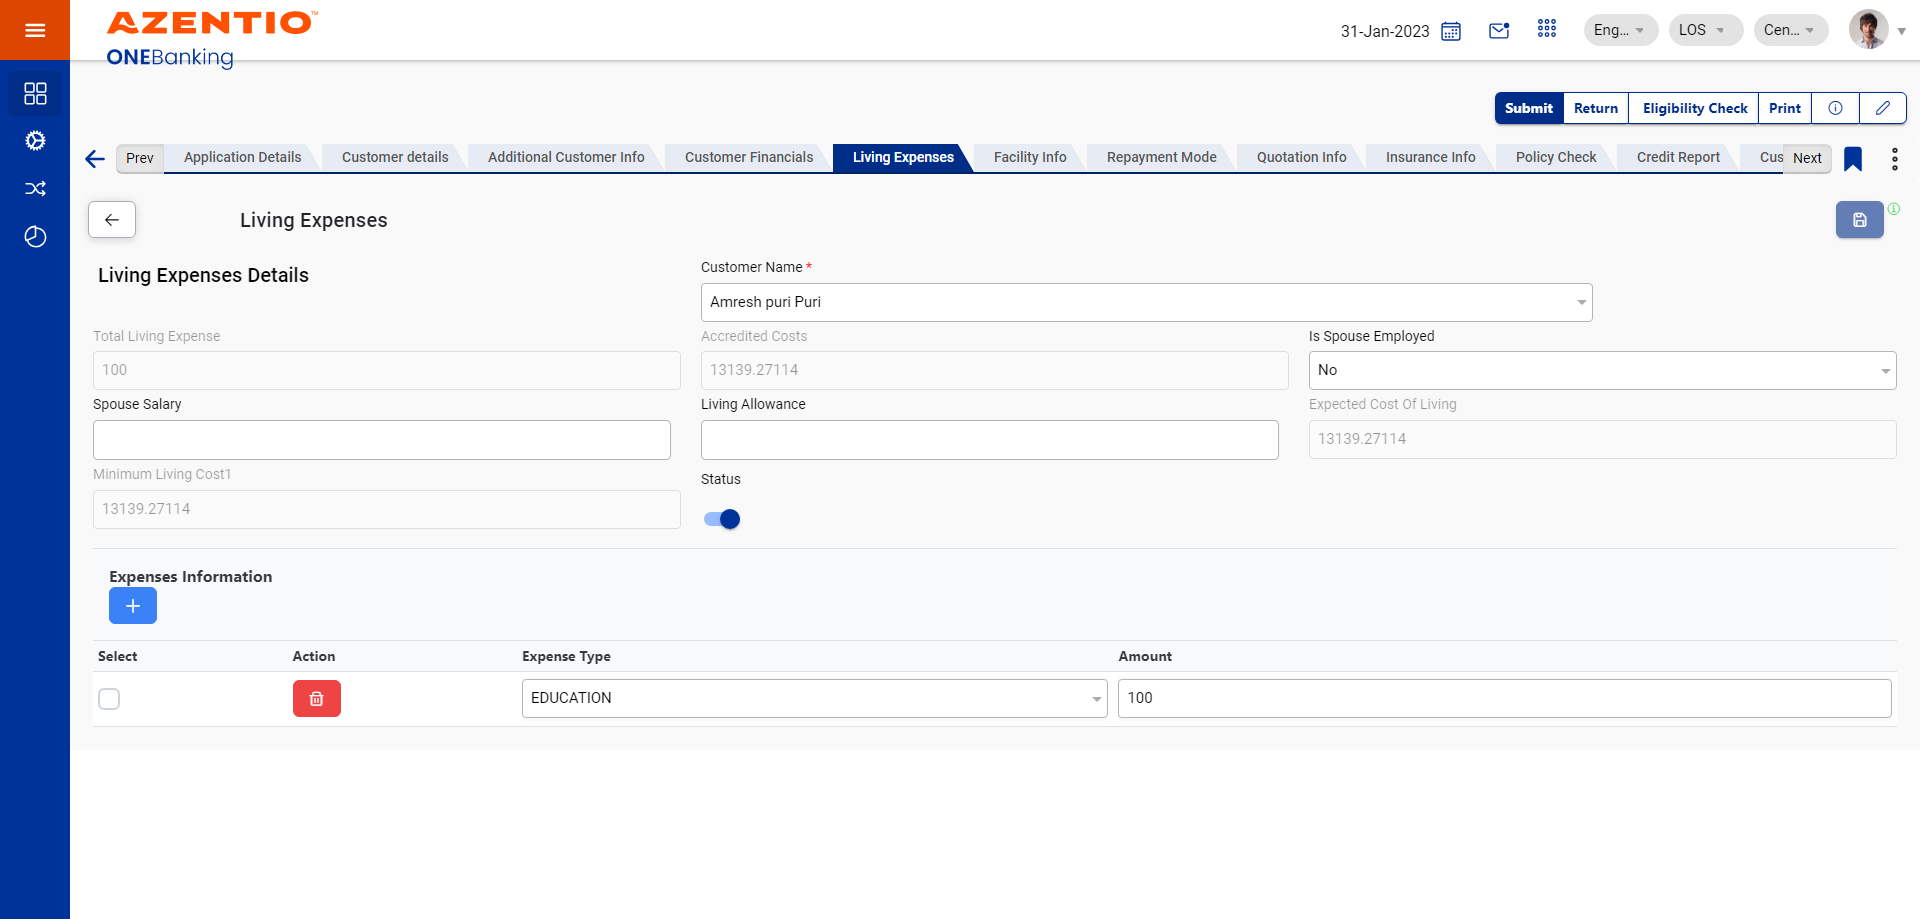 AZENTIO™
ONEBanking
31-Jan-2023
Eng...
LOS
Cen...
Submit
Return
Eligibility Check
Print
Prev
Application Details
Customer details
Additional Customer Info
Customer Financials
Living Expenses
Facility Info
Repayment Mode
Quotation Info
Insurance Info
Policy Check
Credit Report
Cus
Next
Living Expenses
Living Expenses Details
Customer Name *
Amresh puri Puri
Total Living Expense
100
Accredited Costs
13139.27114
Is Spouse Employed
No
Spouse Salary
Living Allowance
Expected Cost Of Living
13139.27114
Minimum Living Cost1
13139.27114
Status
Expenses Information
Select
Action
Expense Type
Amount
EDUCATION
100